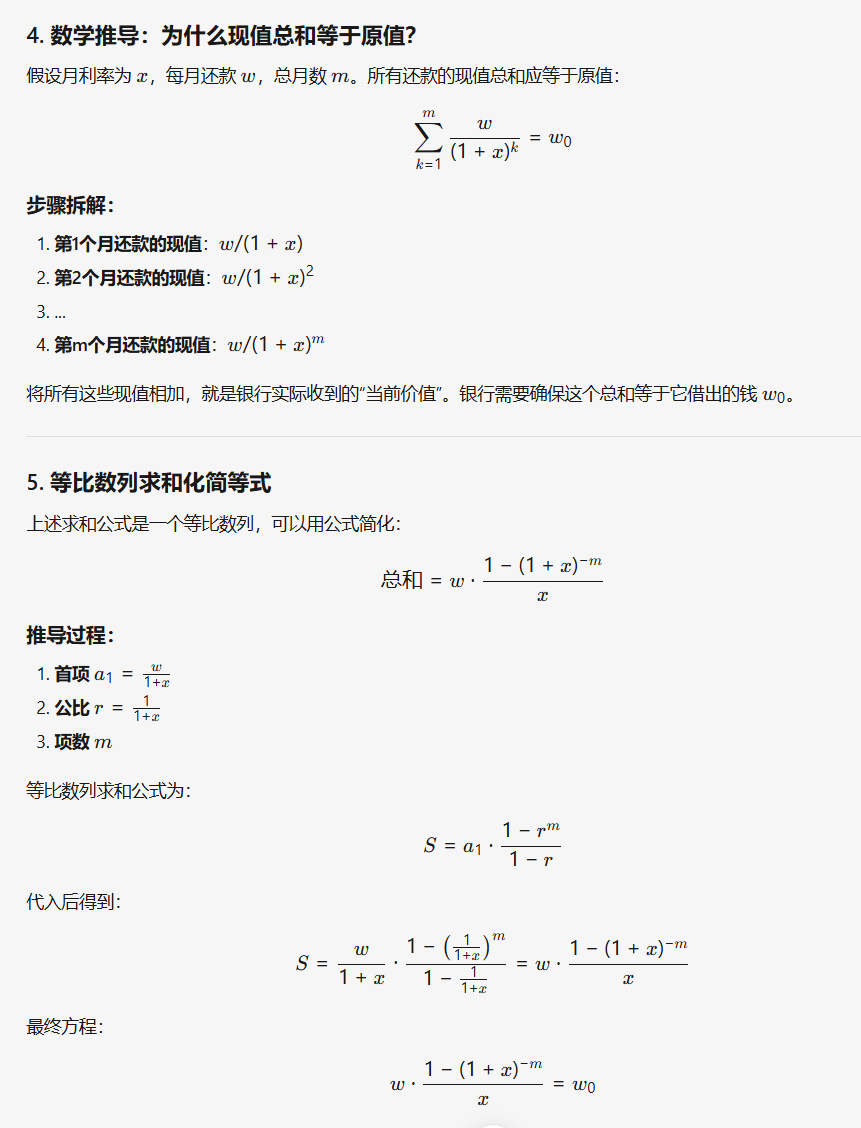 4. 数学推导：为什么现值总和等于原值？
假设月利率为 x，每月还款 w，总月数 m。所有还款的现值总和应等于原值：
\sum_{k=1}^{m} \frac{w}{(1+x)^k} = w_0
步骤拆解：
1. 第1个月还款的现值：w/(1 + x)
2. 第2个月还款的现值：w/(1 + x)^2
3. ...
4. 第m个月还款的现值：w/(1 + x)^m
将所有这些现值相加，就是银行实际收到的“当前价值”。银行需要确保这个总和等于它借出的钱 w_0。
5. 等比数列求和化简等式
上述求和公式是一个等比数列，可以用公式简化：
总和 = w · \frac{1 - (1 + x)^{-m}}{x}
推导过程：
1. 首项 a_1 = \frac{w}{1+x}
2. 公比 r = \frac{1}{1+x}
3. 项数 m
等比数列求和公式为：
S = a_1 · \frac{1 - r^m}{1 - r}
代入后得到：
S = \frac{w}{1 + x} · \frac{1 - (\frac{1}{1+x})^m}{1 - \frac{1}{1+x}} = w · \frac{1 - (1 + x)^{-m}}{x}
最终方程：
w · \frac{1 - (1 + x)^{-m}}{x} = w_0